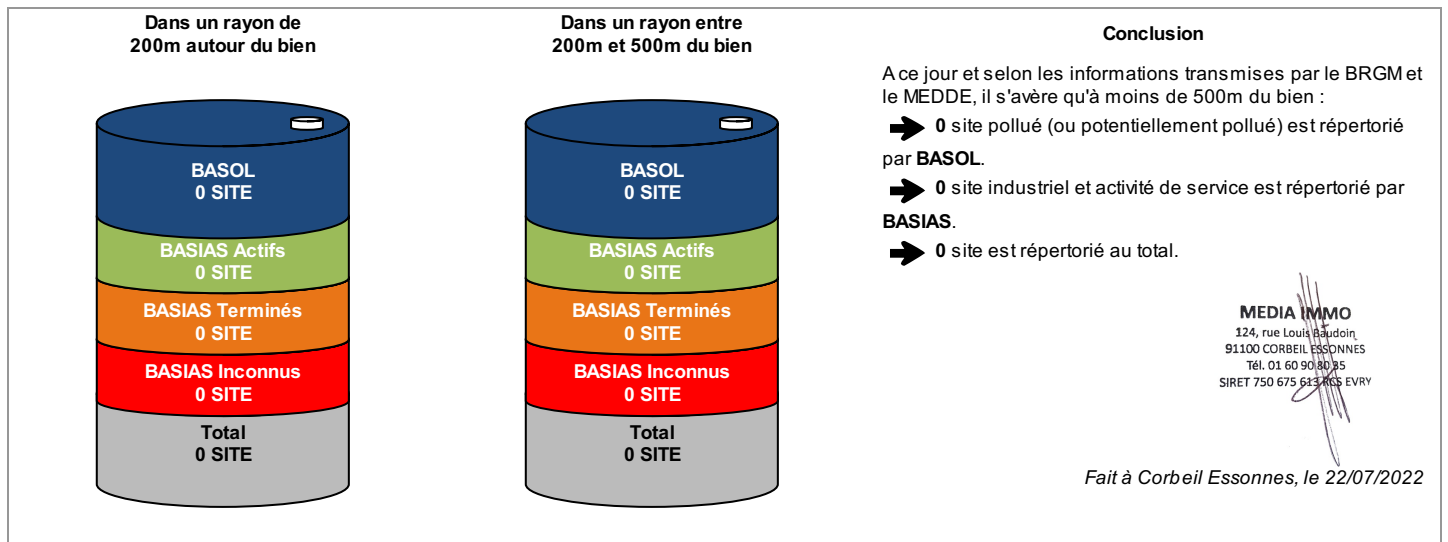 Dans un rayon de
200m autour du bien
BASOL
0 SITE
BASIAS Actifs
0 SITE
BASIAS Terminés
0 SITE
BASIAS Inconnus
0 SITE
Total
0 SITE
Dans un rayon entre
200m et 500m du bien
BASOL
0 SITE
BASIAS Actifs
0 SITE
BASIAS Terminés
0 SITE
BASIAS Inconnus
0 SITE
Total
0 SITE
Conclusion
A ce jour et selon les informations transmises par le BRGM et
le MEDDE, il s'avère qu'à moins de 500m du bien :
0 site pollué (ou potentiellement pollué) est répertorié
par BASOL.
0 site industriel et activité de service est répertorié par
BASIAS.
0 site est répertorié au total.
MEDIA IMMO
124, rue Louis Baudoin
91100 CORBEIL ESSONNES
Tél. 01 60 90 80 85
SIRET 750 675 613 RCS EVRY
Fait à Corbeil Essonnes, le 22/07/2022